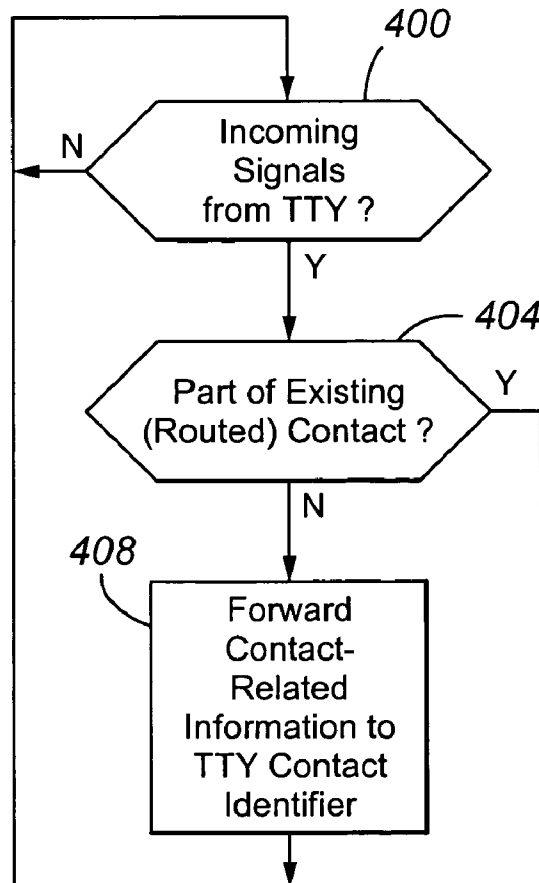 400
Incoming
Signals
from TTY ?
N
Y
404
Part of Existing
(Routed) Contact ?
Y
N
408
Forward
Contact-
Related
Information to
TTY Contact
Identifier